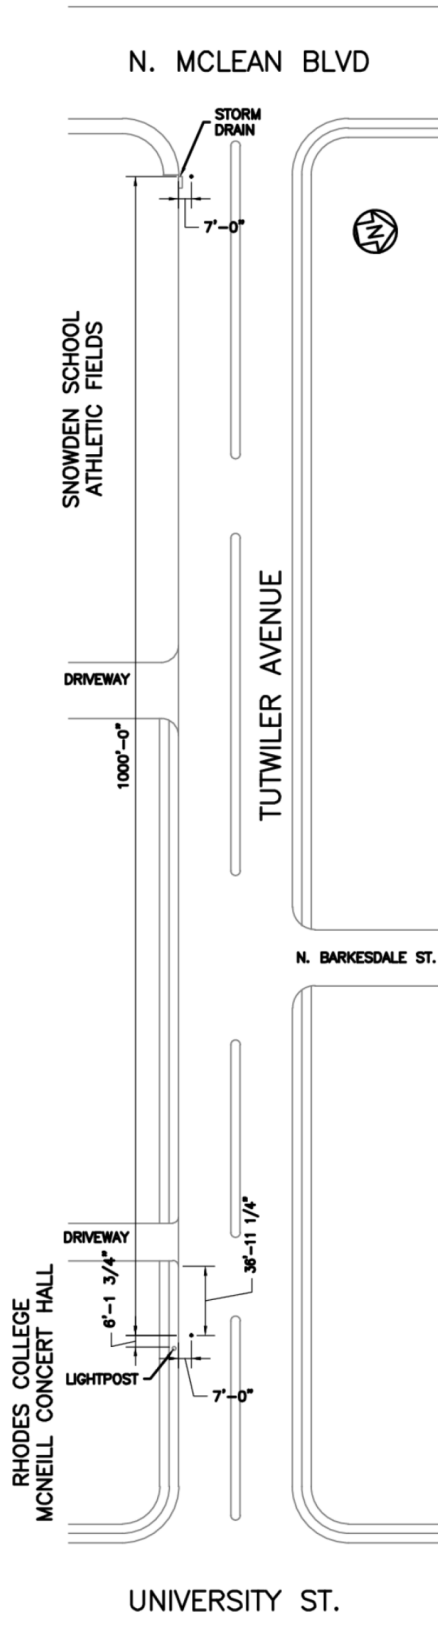 N. MCLEAN BLVD
STORM
DRAIN
7'-0"
N
SNOWDEN SCHOOL
ATHLETIC FIELDS
TUTWILER AVENUE
DRIVEWAY
1000'-0"
N. BARKESDALE ST.
DRIVEWAY
36'-11 1/4"
6'-1 3/4"
RHODES COLLEGE
MCNEILL CONCERT HALL
LIGHTPOST
7'-0"
UNIVERSITY ST.